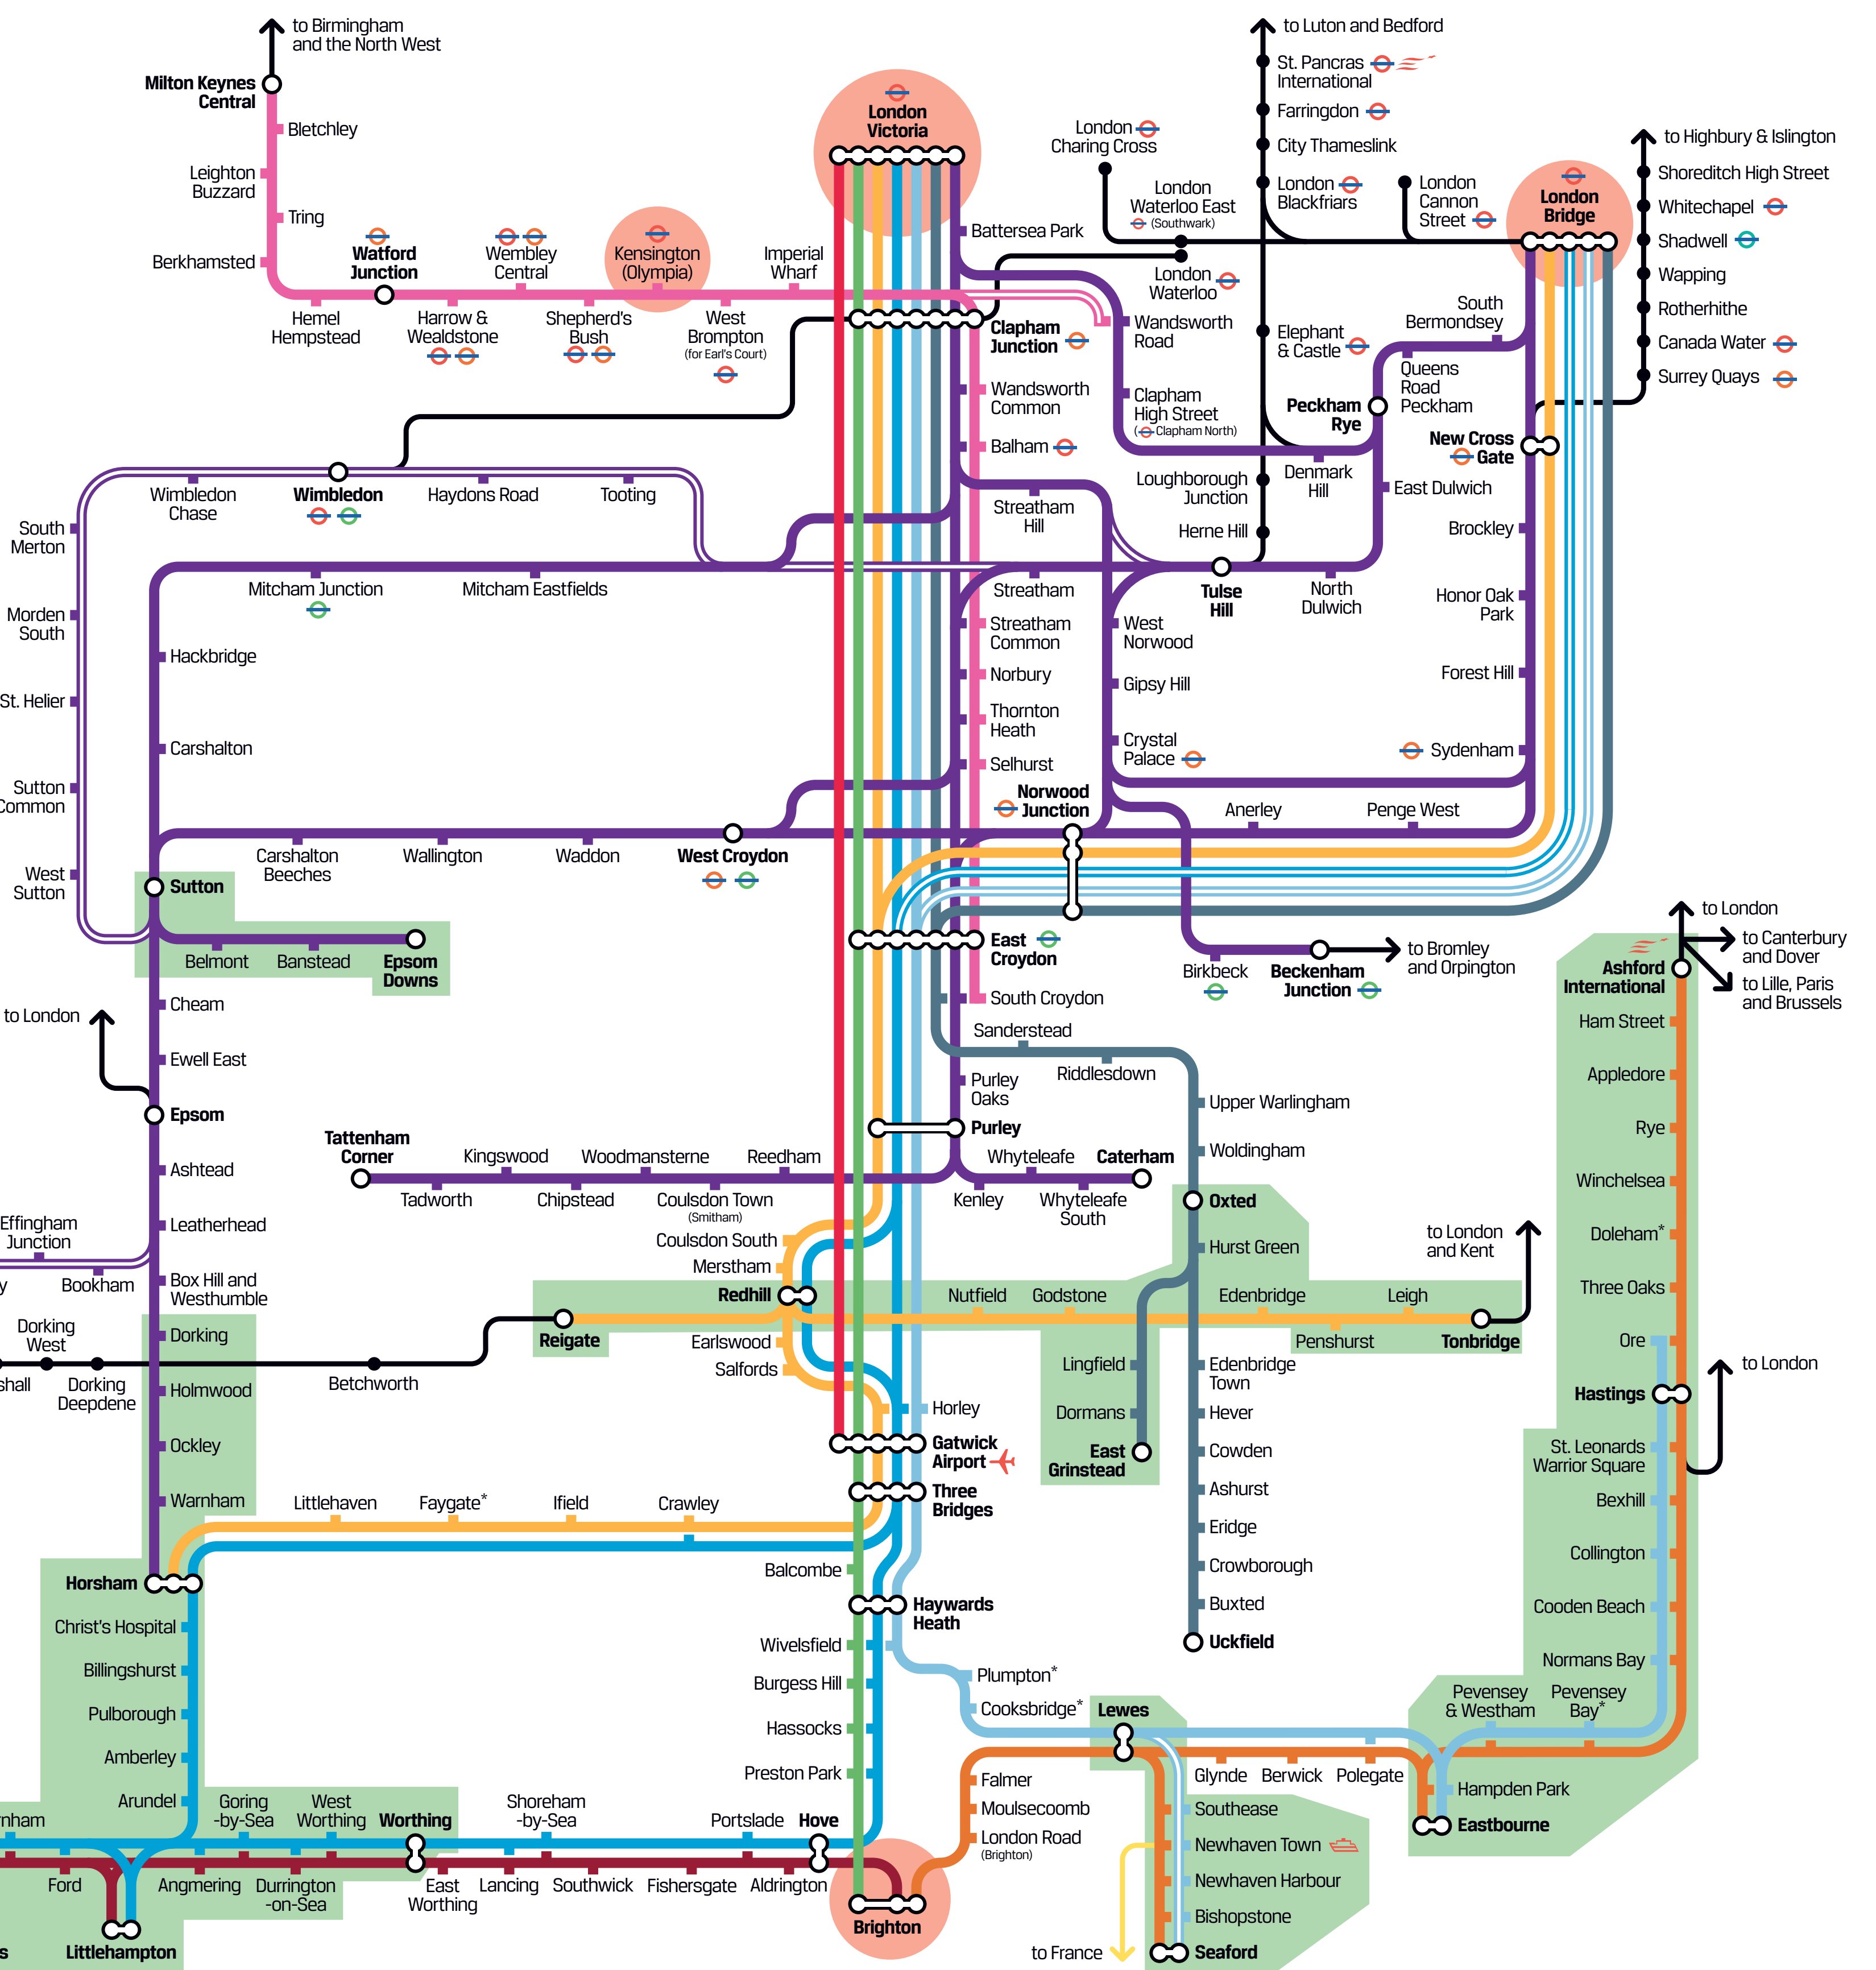 to Birmingham
and the North West
Milton Keynes
Central
Bletchley
Leighton
Buzzard
Tring
Berkhamsted
Hemel
Hempstead
Watford
Junction
Harrow &
Wealdstone
Wembley
Central
Shepherd's
Bush
Kensington
(Olympia)
West
Brompton
(for Earl's Court)
Imperial
Wharf
London
Victoria
Battersea Park
Clapham
Junction
Wandsworth
Road
Clapham
High Street
(Clapham North)
Wandsworth
Common
Balham
London
Charing Cross
London
Waterloo East
(Southwark)
London
Waterloo
to Luton and Bedford
St. Pancras
International
Farringdon
City Thameslink
London
Blackfriars
Elephant
& Castle
Loughborough
Junction
Herne Hill
London
Cannon
Street
London
Bridge
to Highbury & Islington
Shoreditch High Street
Whitechapel
Shadwell
Wapping
Rotherhithe
Canada Water
Surrey Quays
South
Bermondsey
Queens
Road
Peckham
Peckham
Rye
Denmark
Hill
East Dulwich
New Cross
Gate
Brockley
Honor Oak
Park
Forest Hill
Sydenham
Penge West
Anerley
Wimbledon
Chase
Wimbledon
Haydons Road
Tooting
South
Merton
Morden
South
St. Helier
Sutton
Common
West
Sutton
Mitcham Junction
Mitcham Eastfields
Streatham
Hill
Streatham
Tulse
Hill
North
Dulwich
Streatham
Common
Norbury
Thornton
Heath
Selhurst
West
Norwood
Gipsy Hill
Crystal
Palace
Norwood
Junction
Hackbridge
Carshalton
Carshalton
Beeches
Wallington
Waddon
West Croydon
Sutton
Belmont
Banstead
Epsom
Downs
East
Croydon
South Croydon
Birkbeck
Beckenham
Junction
to Bromley
and Orpington
Cheam
Ewell East
to London
Epsom
Ashtead
Leatherhead
Effingham
Junction
y
Bookham
Box Hill and
Westhumble
Dorking
West
shall
Dorking
Deepdene
Dorking
Betchworth
Holmwood
Ockley
Warnham
Sanderstead
Riddlesdown
Purley
Oaks
Purley
Upper Warlingham
Woldingham
Oxted
Hurst Green
Tattenham
Corner
Tadworth
Kingswood
Chipstead
Woodmansterne
Coulsdon Town
(Smitham)
Reedham
Kenley
Whyteleafe
Whyteleafe
South
Caterham
Coulsdon South
Merstham
Redhill
Reigate
Earlswood
Salfords
Nutfield
Godstone
Edenbridge
Penshurst
Leigh
Tonbridge
to London
and Kent
Lingfield
Dormans
East
Grinstead
Edenbridge
Town
Hever
Cowden
Ashurst
Eridge
Crowborough
Buxted
Uckfield
Horley
Gatwick
Airport
Three
Bridges
Littlehaven
Faygate*
Ifield
Crawley
Horsham
Balcombe
Haywards
Heath
Wivelsfield
Burgess Hill
Hassocks
Preston Park
Christ's Hospital
Billingshurst
Pulborough
Amberley
Arundel
Plumpton*
Cooksbridge*
Lewes
Falmer
Moulsecoomb
London Road
(Brighton)
Glynde
Berwick
Polegate
Southease
Newhaven Town
Newhaven Harbour
Bishopstone
Seaford
to France
Hampden Park
Eastbourne
Pevensey
& Westham
Pevensey
Bay*
to London
to Canterbury
and Dover
to Lille, Paris
and Brussels
Ashford
International
Ham Street
Appledore
Rye
Winchelsea
Doleham*
Three Oaks
Ore
Hastings
to London
St. Leonards
Warrior Square
Bexhill
Collington
Cooden Beach
Normans Bay
rnham
Ford
Littlehampton
s
Angmering
Goring
-by-Sea
Durrington
-on-Sea
West
Worthing
Worthing
East
Worthing
Lancing
Shoreham
-by-Sea
Southwick
Fishersgate
Portslade
Aldrington
Hove
Brighton